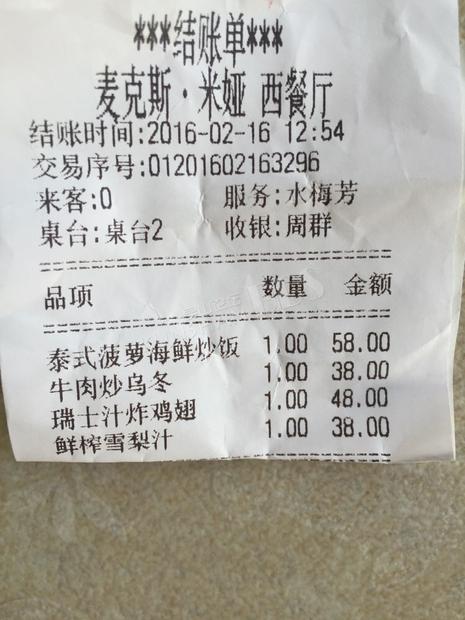 ***结账单***
麦克斯·米娅 西餐厅
结账时间:2016-02-16 12:54
交易序号:01201602163296
来客:0 服务:水梅芳
桌台:桌台2 收银:周群
品项 数量 金额
泰式菠萝海鲜炒饭 1.00 58.00
牛肉炒乌冬 1.00 38.00
瑞士汁炸鸡翅 1.00 48.00
鲜榨雪梨汁 1.00 38.00